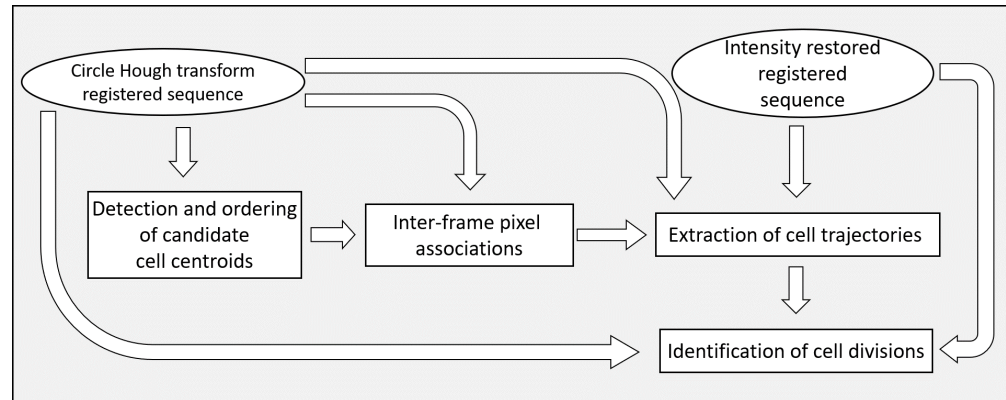 Circle Hough transform
registered sequence
Intensity restored
registered
sequence
Detection and ordering
of candidate
cell centroids
Inter-frame pixel
associations
Extraction of cell trajectories
Identification of cell divisions